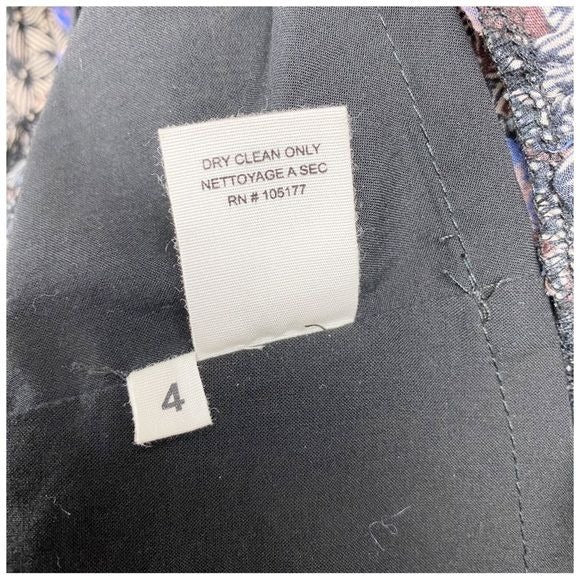 DRY CLEAN ONLY
NETTOYAGE A SEC
RN # 105177
4